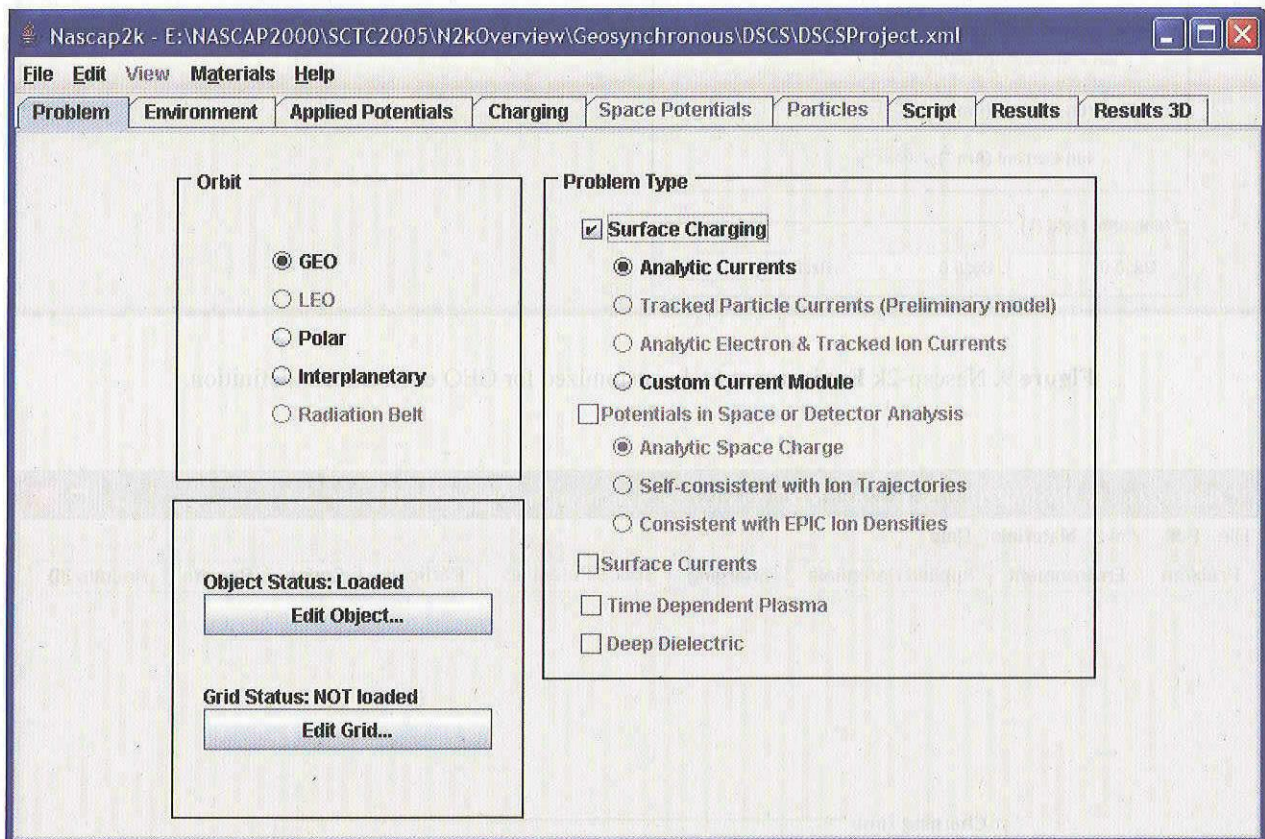 Nascap2k - E:\NASCAP2000\SCTC2005\N2kOverview\Geosynchronous\DSCS\DSCSProject.xml
File Edit View Materials Help
Problem Environment Applied Potentials Charging Space Potentials Particles Script Results Results 3D
Orbit
GEO
LEO
Polar
Interplanetary
Radiation Belt
Object Status: Loaded
Edit Object...
Grid Status: NOT loaded
Edit Grid...
Problem Type
Surface Charging
Analytic Currents
Tracked Particle Currents (Preliminary model)
Analytic Electron & Tracked Ion Currents
Custom Current Module
Potentials in Space or Detector Analysis
Analytic Space Charge
Self-consistent with Ion Trajectories
Consistent with EPIC Ion Densities
Surface Currents
Time Dependent Plasma
Deep Dielectric